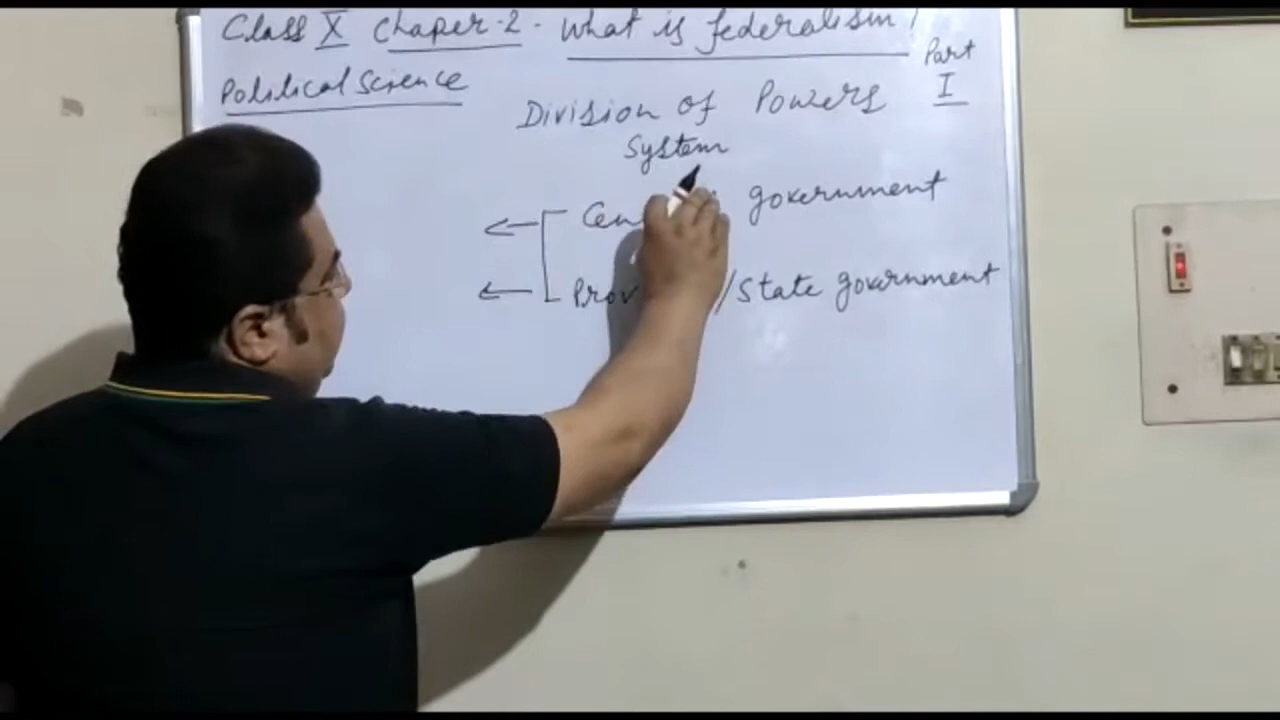 Class X Chaper-2 - What is federalism?
Part
Political Science
I
Division of Powers
System
government
/State government